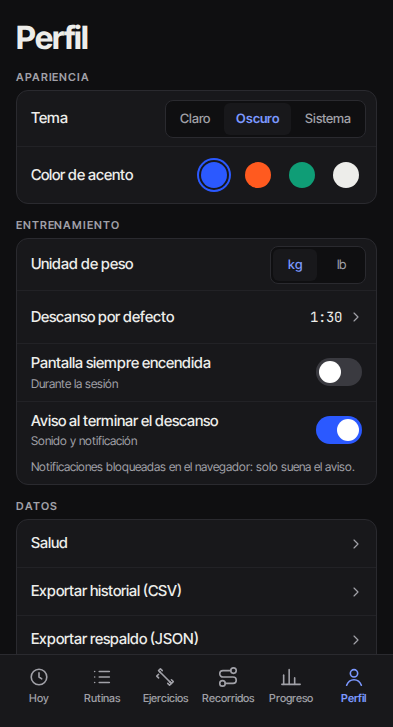 Perfil
APARIENCIA
Tema
Claro
Oscuro
Sistema
Color de acento
ENTRENAMIENTO
Unidad de peso
kg
lb
Descanso por defecto
1:30
Pantalla siempre encendida
Durante la sesión
Aviso al terminar el descanso
Sonido y notificación
Notificaciones bloqueadas en el navegador: solo suena el aviso.
DATOS
Salud
Exportar historial (CSV)
Exportar respaldo (JSON)
Hoy
Rutinas
Ejercicios
Recorridos
Progreso
Perfil